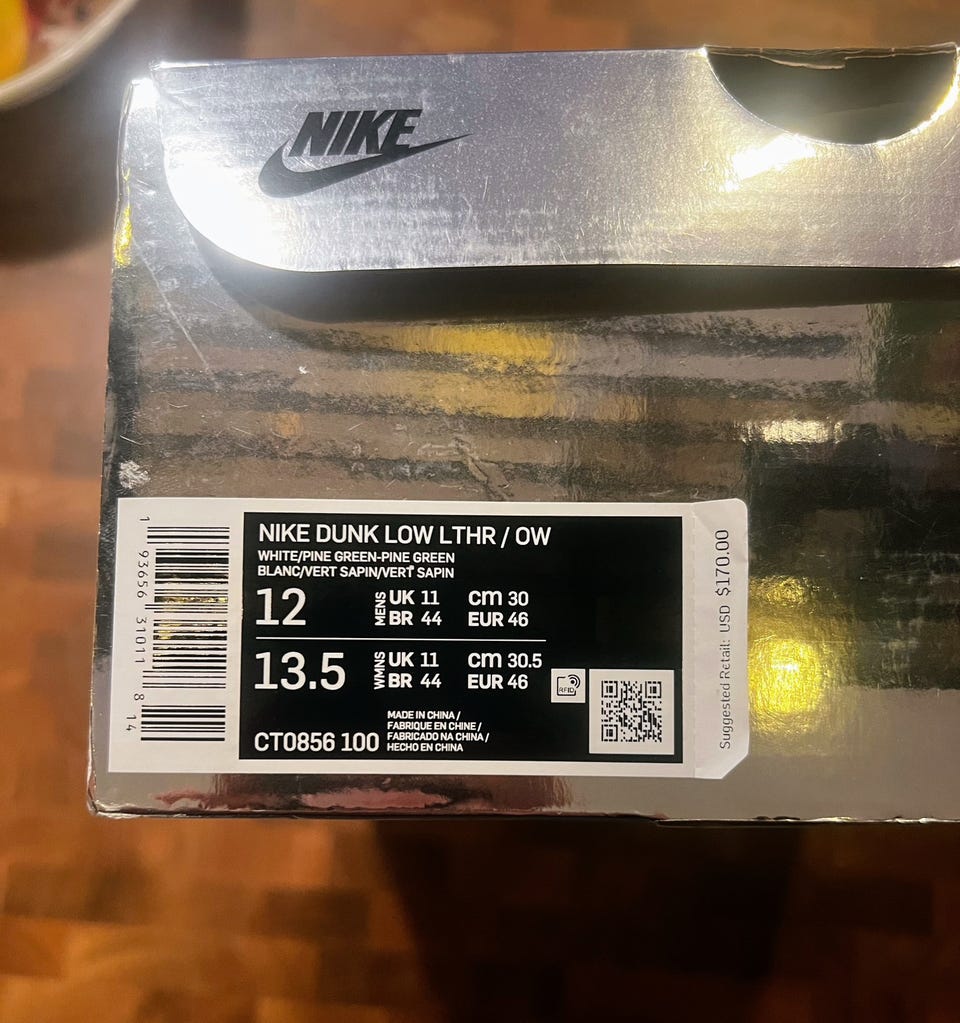 NIKE
NIKE DUNK LOW LTHR / OW
WHITE/PINE GREEN-PINE GREEN
BLANC/VERT SAPIN/VERT SAPIN
12
MENS
UK 11
cm 30
BR 44
EUR 46
13.5
WMNS
UK 11
cm 30.5
BR 44
EUR 46
RFID
CT0856 100
MADE IN CHINA /
FABRIQUE EN CHINE /
FABRICADO NA CHINA /
HECHO EN CHINA
1 93656 31011 8 14
Suggested Retail: USD $170.00